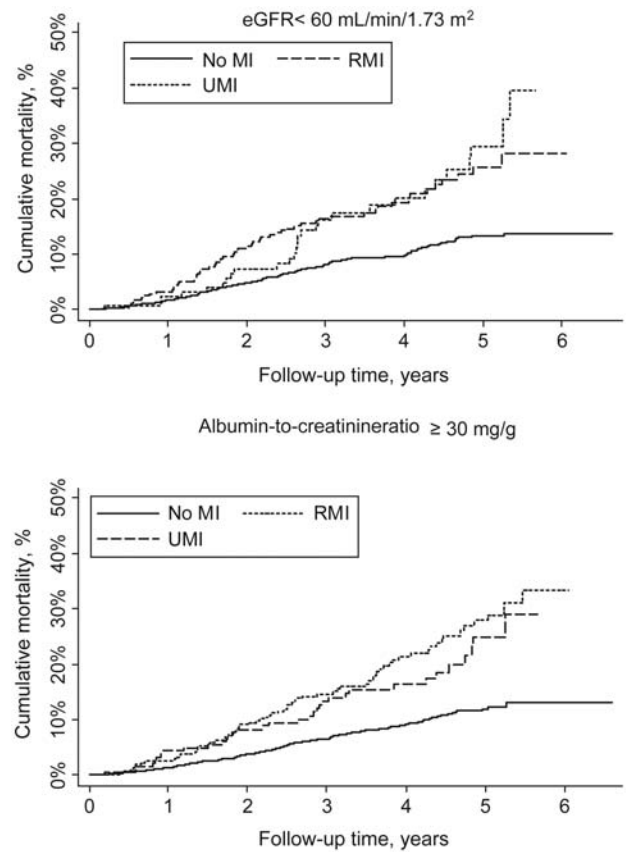 eGFR< 60 mL/min/1.73 m²
50%
40%
30%
20%
10%
0%
Cumulative mortality, %
No MI RMI
UMI
0 1 2 3 4 5 6
Follow-up time, years
Albumin-to-creatinineratio ≥ 30 mg/g
50%
40%
30%
20%
10%
0%
Cumulative mortality, %
No MI RMI
UMI
0 1 2 3 4 5 6
Follow-up time, years